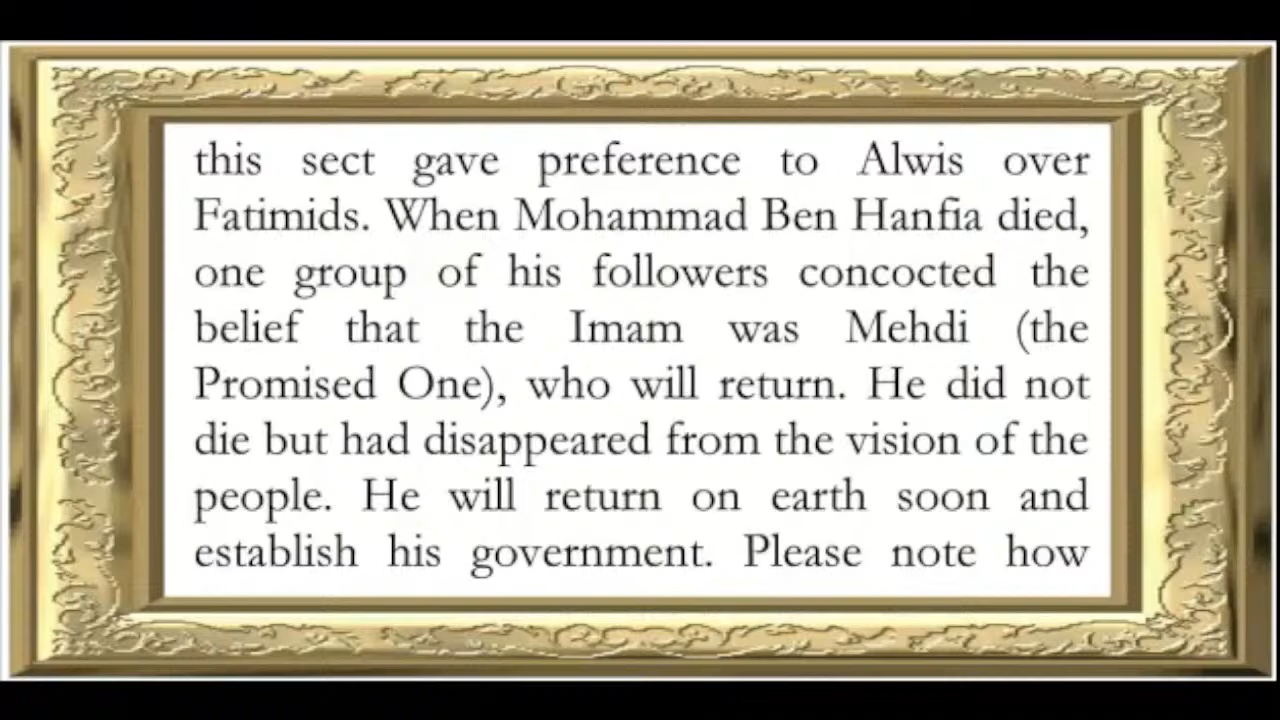 this sect gave preference to Alwis over
Fatimids. When Mohammad Ben Hanfia died,
one group of his followers concocted the
belief that the Imam was Mehdi (the
Promised One), who will return. He did not
die but had disappeared from the vision of the
people. He will return on earth soon and
establish his government. Please note how